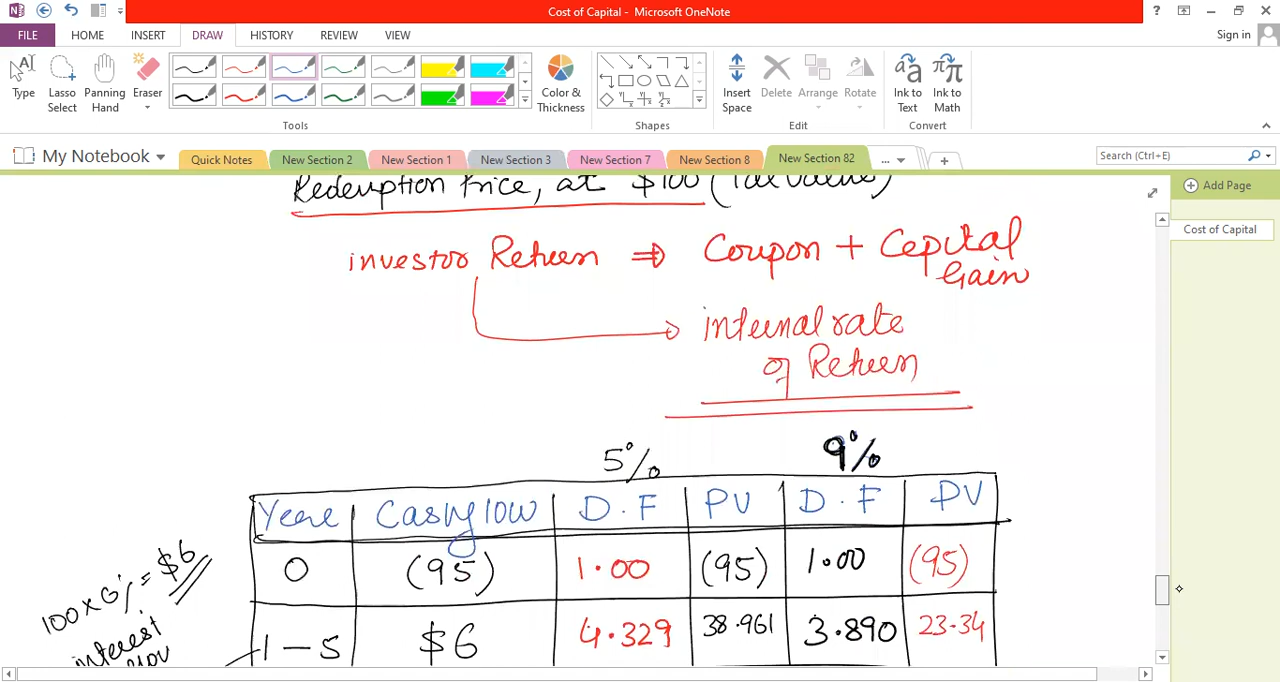 Cost of Capital - Microsoft OneNote
FILE HOME INSERT DRAW HISTORY REVIEW VIEW
Sign in
Type
Lasso Select
Panning Hand
Eraser
Color & Thickness
Insert Space
Delete
Arrange
Rotate
Ink to Text
Ink to Math
Tools
Shapes
Edit
Convert
My Notebook
Quick Notes New Section 2 New Section 1 New Section 3 New Section 7 New Section 8 New Section 82 ...
Search (Ctrl+E)
Add Page
Cost of Capital
Redemption Price, at $100 (
investor Return ⇒ Coupon + Capital
Gain
internal rate
of Return
5% 9%
Year Cashflow D.F PV D.F PV
0 (95) 1.00 (95) 1.00 (95)
100x6% = $6
interest
1-5 $6 4.329 38.961 3.890 23.34